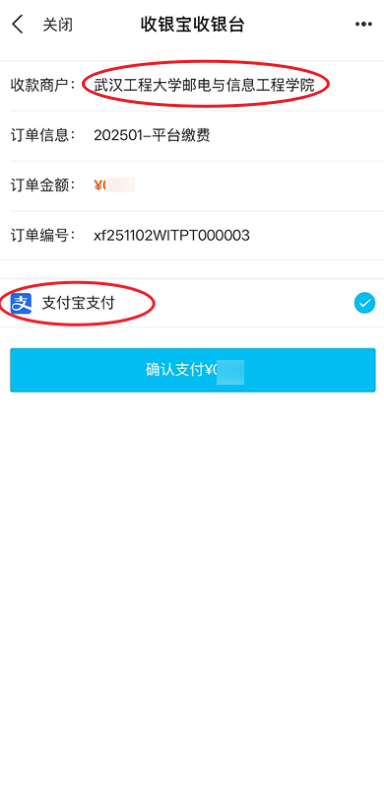 关闭 收银宝收银台
收款商户： 武汉工程大学邮电与信息工程学院
订单信息： 202501-平台缴费
订单金额： ¥
订单编号： xf251102WITPT000003
支 支付宝支付
确认支付¥